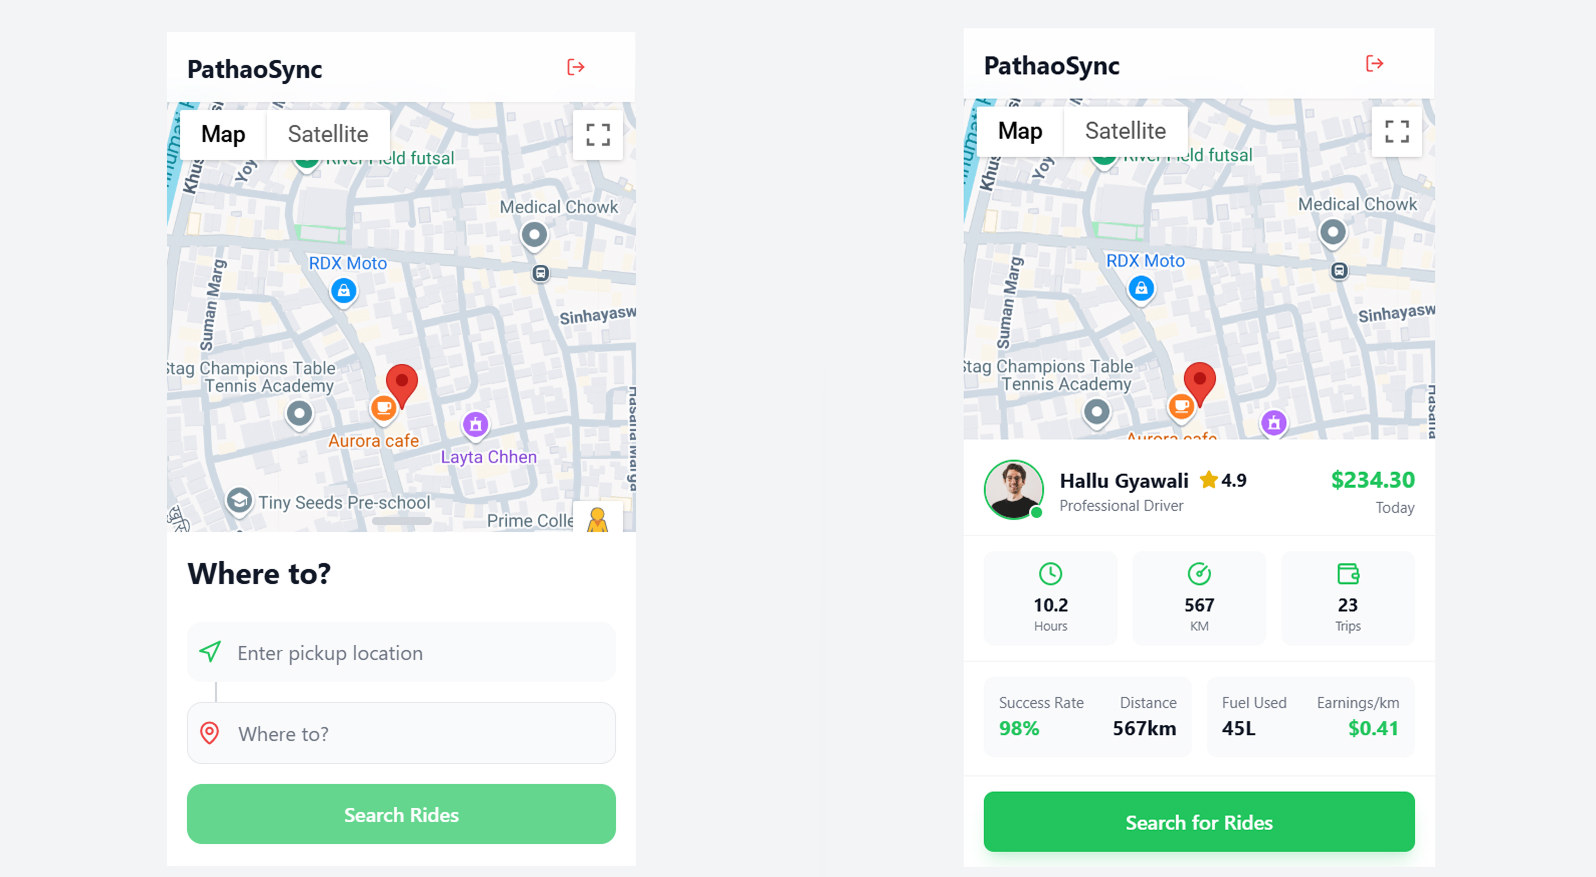 PathaoSync
Map
Satellite
River Field futsal
Medical Chowk
RDX Moto
Suman Marg
Sinhayasw
Stag Champions Table
Tennis Academy
Aurora cafe
Layta Chhen
Tiny Seeds Pre-school
Prime Colle
Where to?
Enter pickup location
Where to?
Search Rides
PathaoSync
Map
Satellite
River Field futsal
Medical Chowk
RDX Moto
Suman Marg
Sinhayasw
Stag Champions Table
Tennis Academy
Aurora cafe
Hallu Gyawali 4.9
Professional Driver
$234.30
Today
10.2
Hours
567
KM
23
Trips
Success Rate Distance
98% 567km
Fuel Used Earnings/km
45L $0.41
Search for Rides